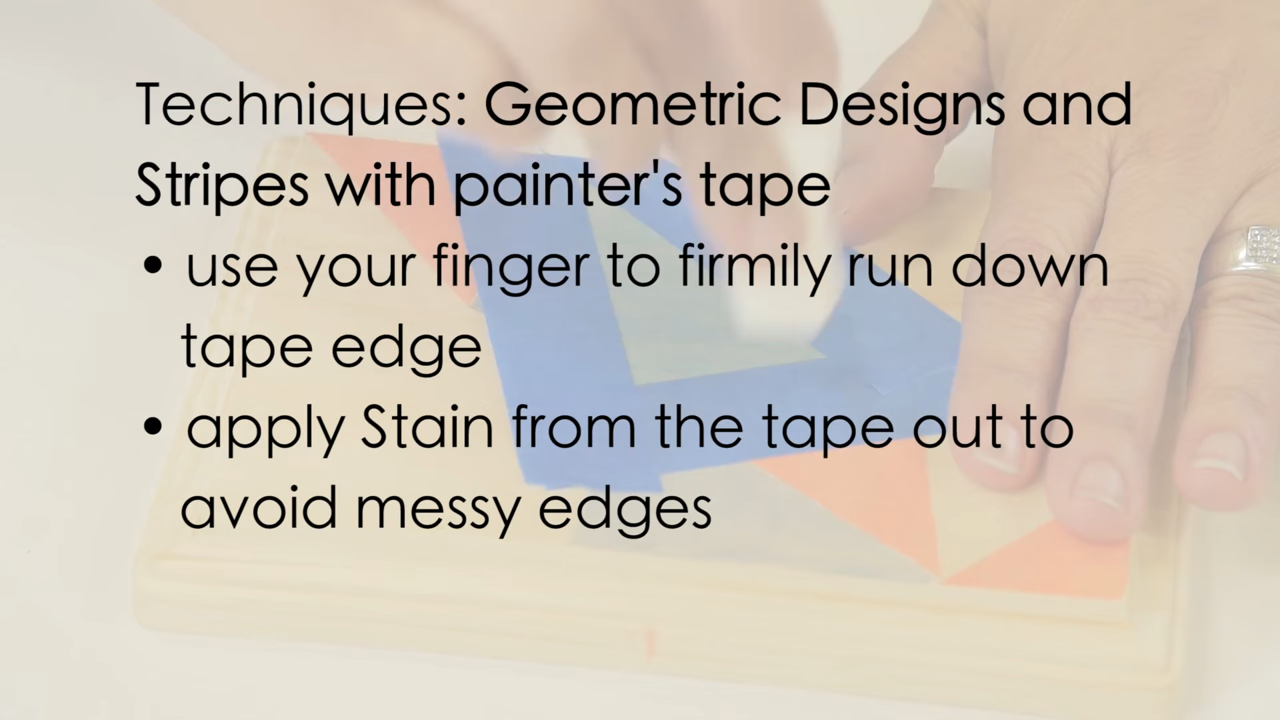 Techniques: Geometric Designs and
Stripes with painter's tape
• use your finger to firmily run down
tape edge
• apply Stain from the tape out to
avoid messy edges